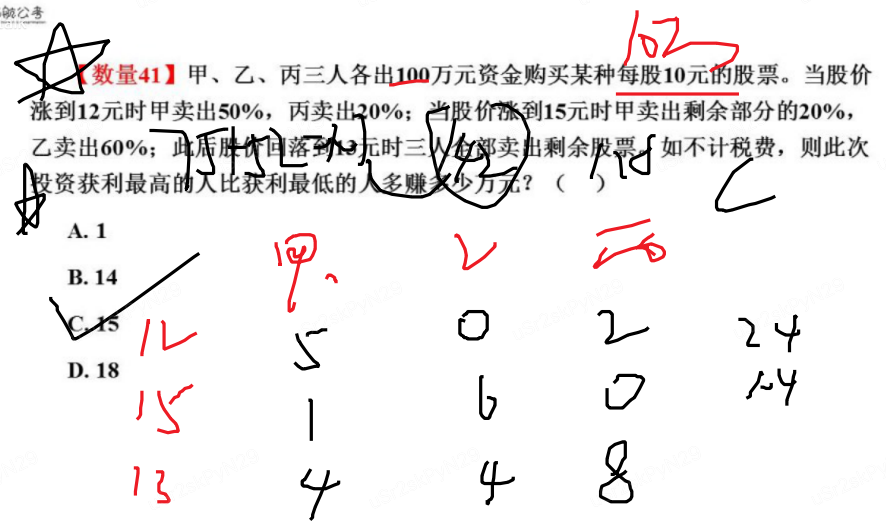 【数量41】甲、乙、丙三人各出100万元资金购买某种每股10元的股票。当股价
涨到12元时甲卖出50%，丙卖出20%；当股价涨到15元时甲卖出剩余部分的20%，
乙卖出60%；此后股价回落到13元时三人全部卖出剩余股票。如不计税费，则此次
投资获利最高的人比获利最低的人多赚多少万元？（ ）
142
128
C
A. 1
B. 14
甲 乙 丙
C. 15
12 5 0 2 24
D. 18
15 1 6 0
13 4 4 8